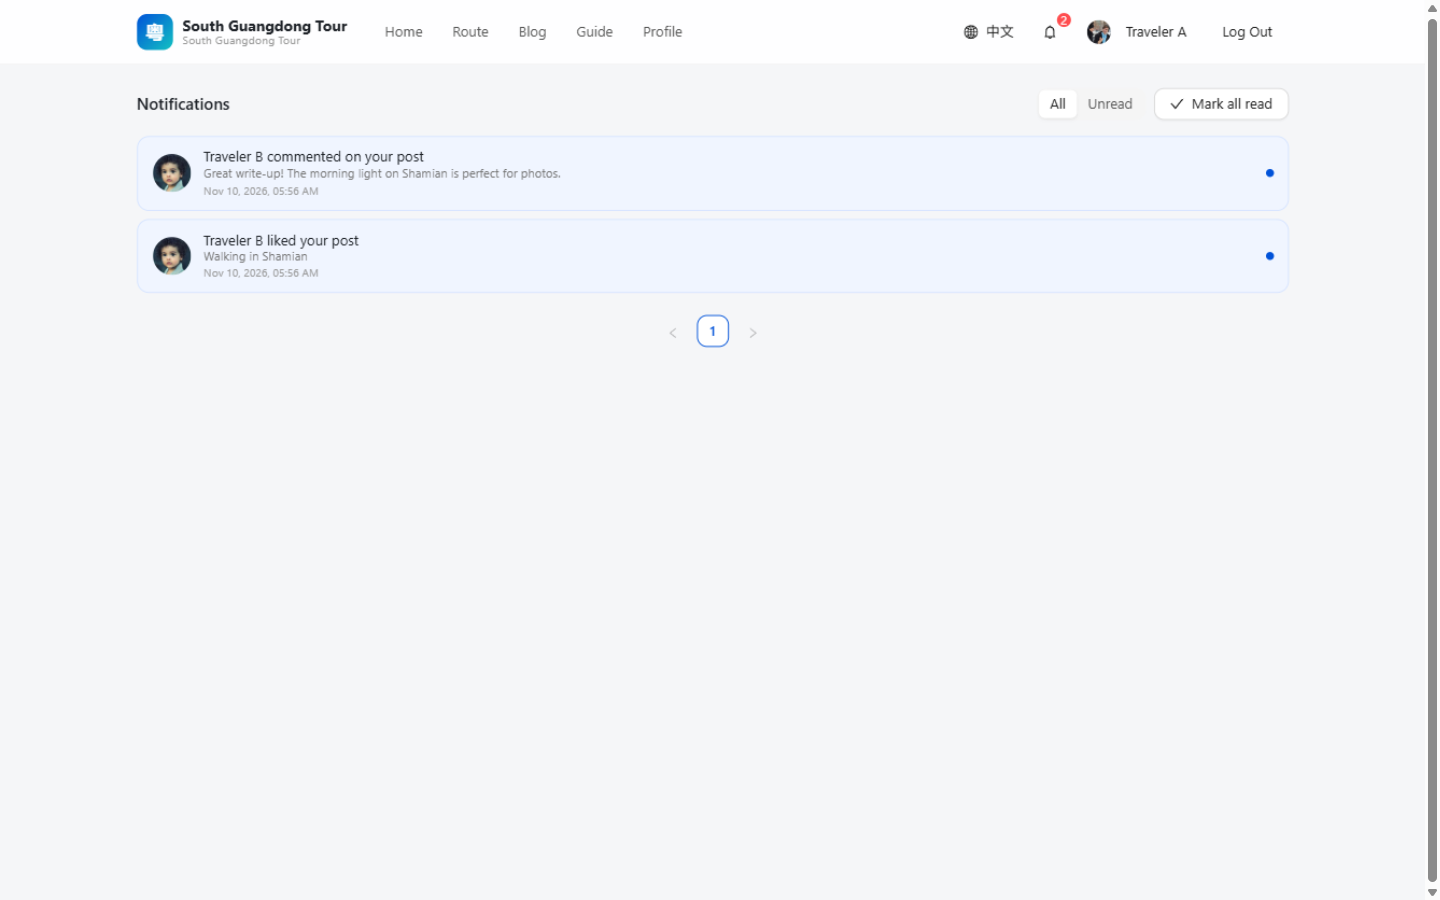 South Guangdong Tour
South Guangdong Tour
Home Route Blog Guide Profile
中文 2 Traveler A Log Out
Notifications
All Unread Mark all read
Traveler B commented on your post
Great write-up! The morning light on Shamian is perfect for photos.
Nov 10, 2026, 05:56 AM
Traveler B liked your post
Walking in Shamian
Nov 10, 2026, 05:56 AM
< 1 >